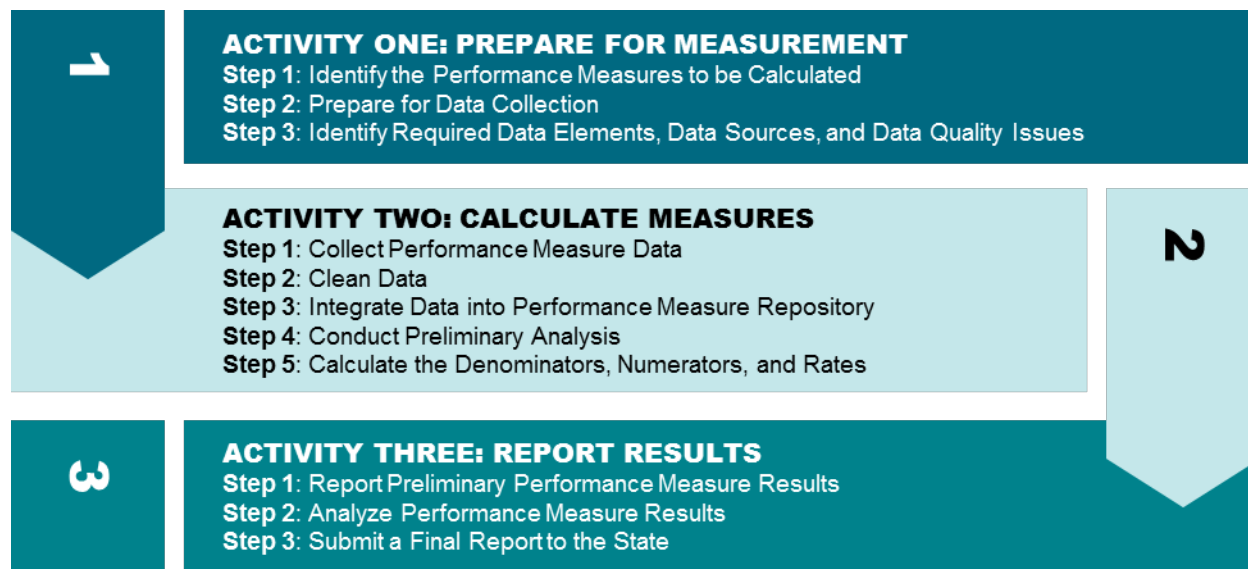 1
ACTIVITY ONE: PREPARE FOR MEASUREMENT
Step 1: Identify the Performance Measures to be Calculated
Step 2: Prepare for Data Collection
Step 3: Identify Required Data Elements, Data Sources, and Data Quality Issues
ACTIVITY TWO: CALCULATE MEASURES
Step 1: Collect Performance Measure Data
Step 2: Clean Data
Step 3: Integrate Data into Performance Measure Repository
Step 4: Conduct Preliminary Analysis
Step 5: Calculate the Denominators, Numerators, and Rates
2
3
ACTIVITY THREE: REPORT RESULTS
Step 1: Report Preliminary Performance Measure Results
Step 2: Analyze Performance Measure Results
Step 3: Submit a Final Report to the State